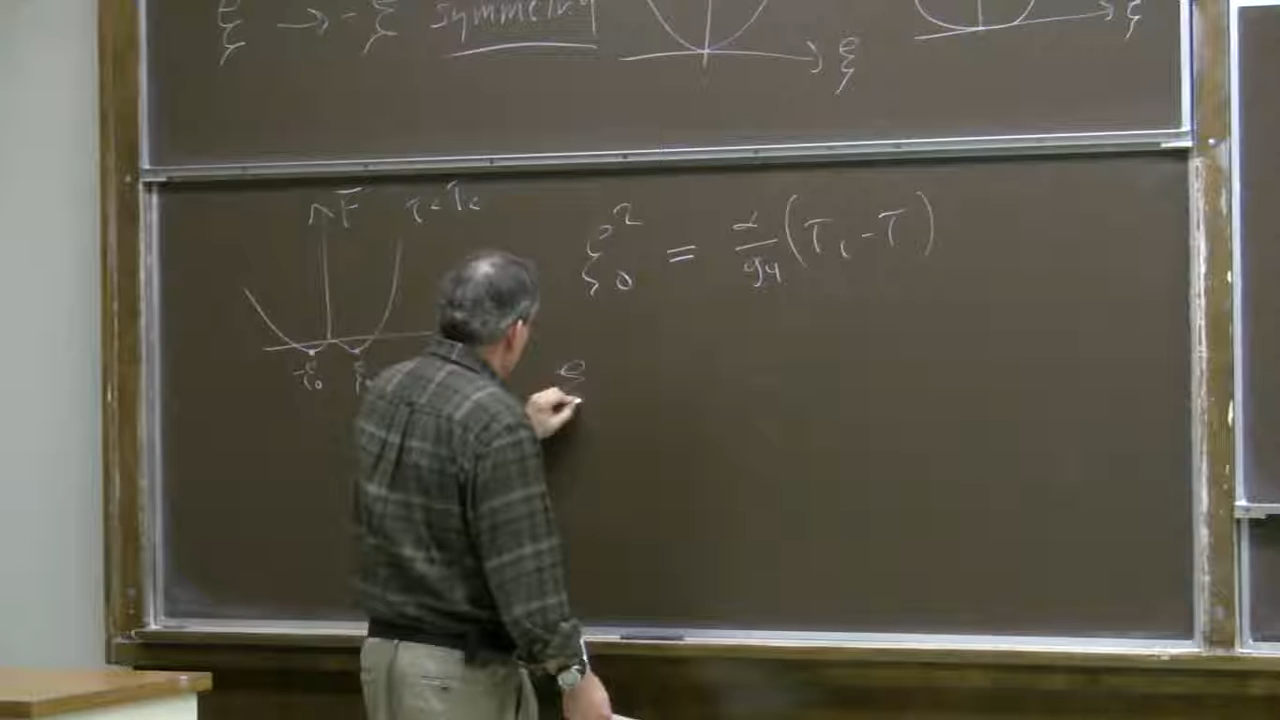 ξ → -ξ symmetry
ξ
ξ
F T<Tc
ξ₀² = α/g₄ (Tc - T)
-ξ₀ ξ₀
ξ